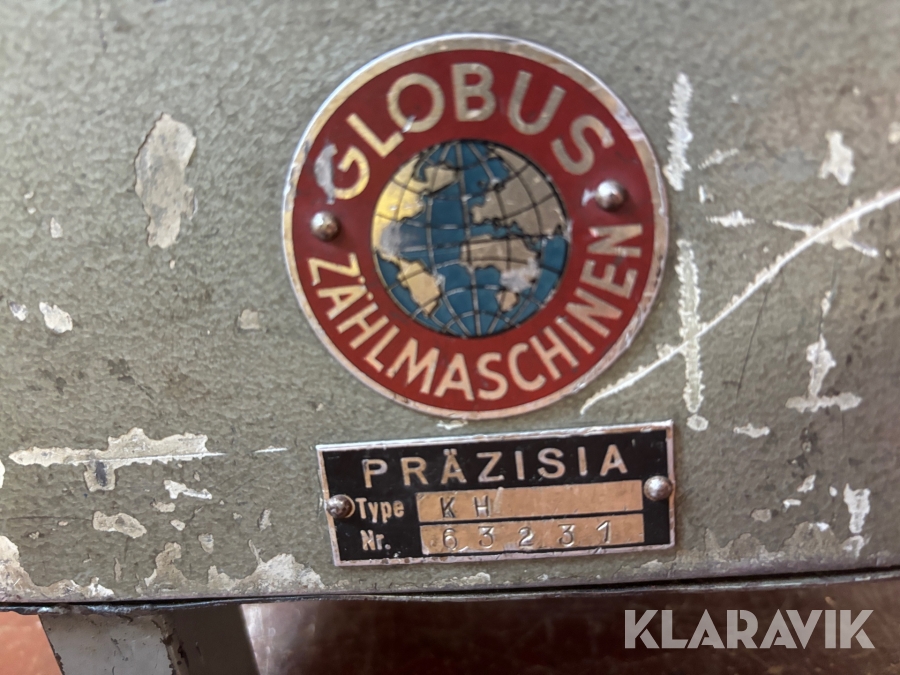 GLOBUS
ZÄHLMASCHINEN
PRÄZISIA
Type KH
Nr. 63231
KLARAVIK